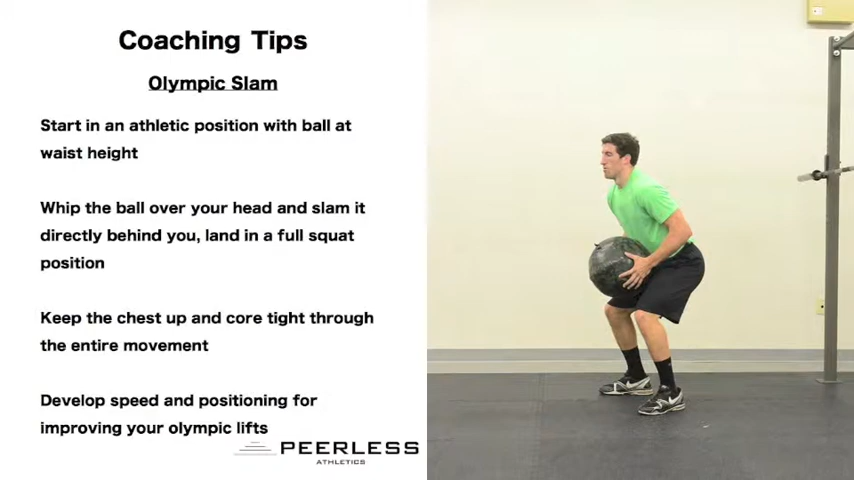 Coaching Tips
Olympic Slam
Start in an athletic position with ball at
waist height
Whip the ball over your head and slam it
directly behind you, land in a full squat
position
Keep the chest up and core tight through
the entire movement
Develop speed and positioning for
improving your olympic lifts
PEERLESS
ATHLETICS